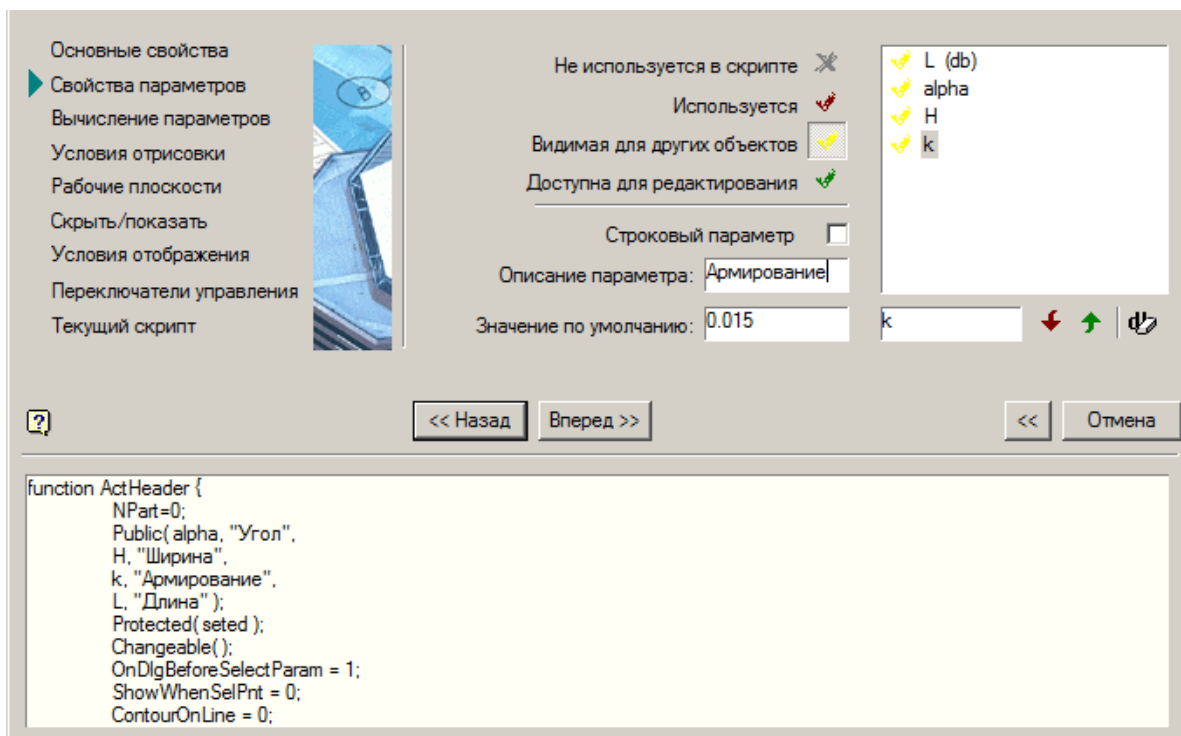 Основные свойства
Свойства параметров
Вычисление параметров
Условия отрисовки
Рабочие плоскости
Скрыть/показать
Условия отображения
Переключатели управления
Текущий скрипт
B
Не используется в скрипте
Используется
Видимая для других объектов
Доступна для редактирования
Строковый параметр
Описание параметра: Армирование
Значение по умолчанию: 0.015
L (db)
alpha
H
k
k
?
<< Назад
Вперед >>
<<
Отмена
function ActHeader {
NPart=0;
Public( alpha, "Угол",
H, "Ширина",
k, "Армирование",
L, "Длина" );
Protected( seted );
Changeable( );
OnDlgBeforeSelectParam = 1;
ShowWhenSelPnt = 0;
ContourOnLine = 0;